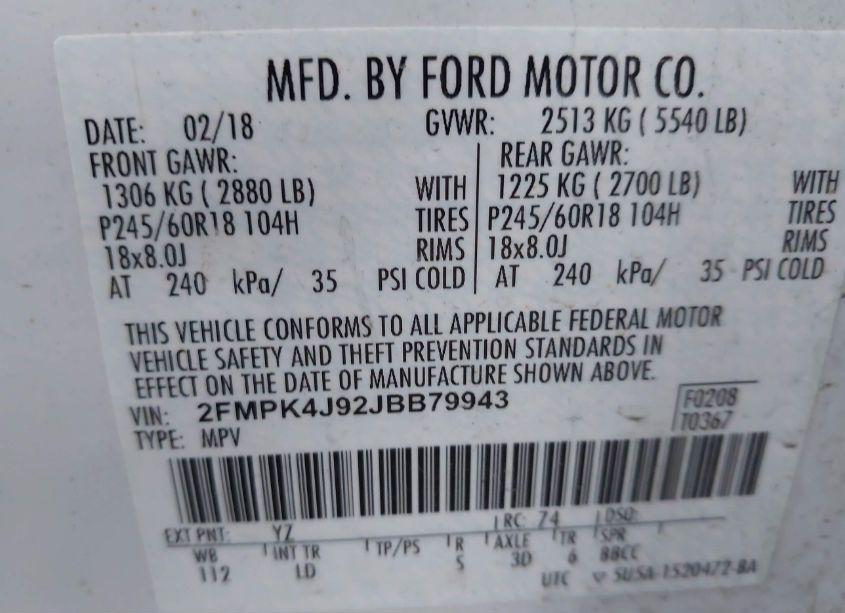 MFD. BY FORD MOTOR CO.
DATE: 02/18 GVWR: 2513 KG ( 5540 LB)
FRONT GAWR: REAR GAWR:
1306 KG ( 2880 LB) WITH 1225 KG ( 2700 LB) WITH
P245/60R18 104H TIRES P245/60R18 104H TIRES
18x8.0J RIMS 18x8.0J RIMS
AT 240 kPa/ 35 PSI COLD AT 240 kPa/ 35 PSI COLD
THIS VEHICLE CONFORMS TO ALL APPLICABLE FEDERAL MOTOR
VEHICLE SAFETY AND THEFT PREVENTION STANDARDS IN
EFFECT ON THE DATE OF MANUFACTURE SHOWN ABOVE.
VIN: 2FMPK4J92JBB79943 F0208
TYPE: MPV T0367
EXT PNT: YZ RC: 74 DSO:
WB INT TR TP/PS R AXLE TR SPR
112 LD S 3D 6 BBCC
UTC SU5A-1520472-BA